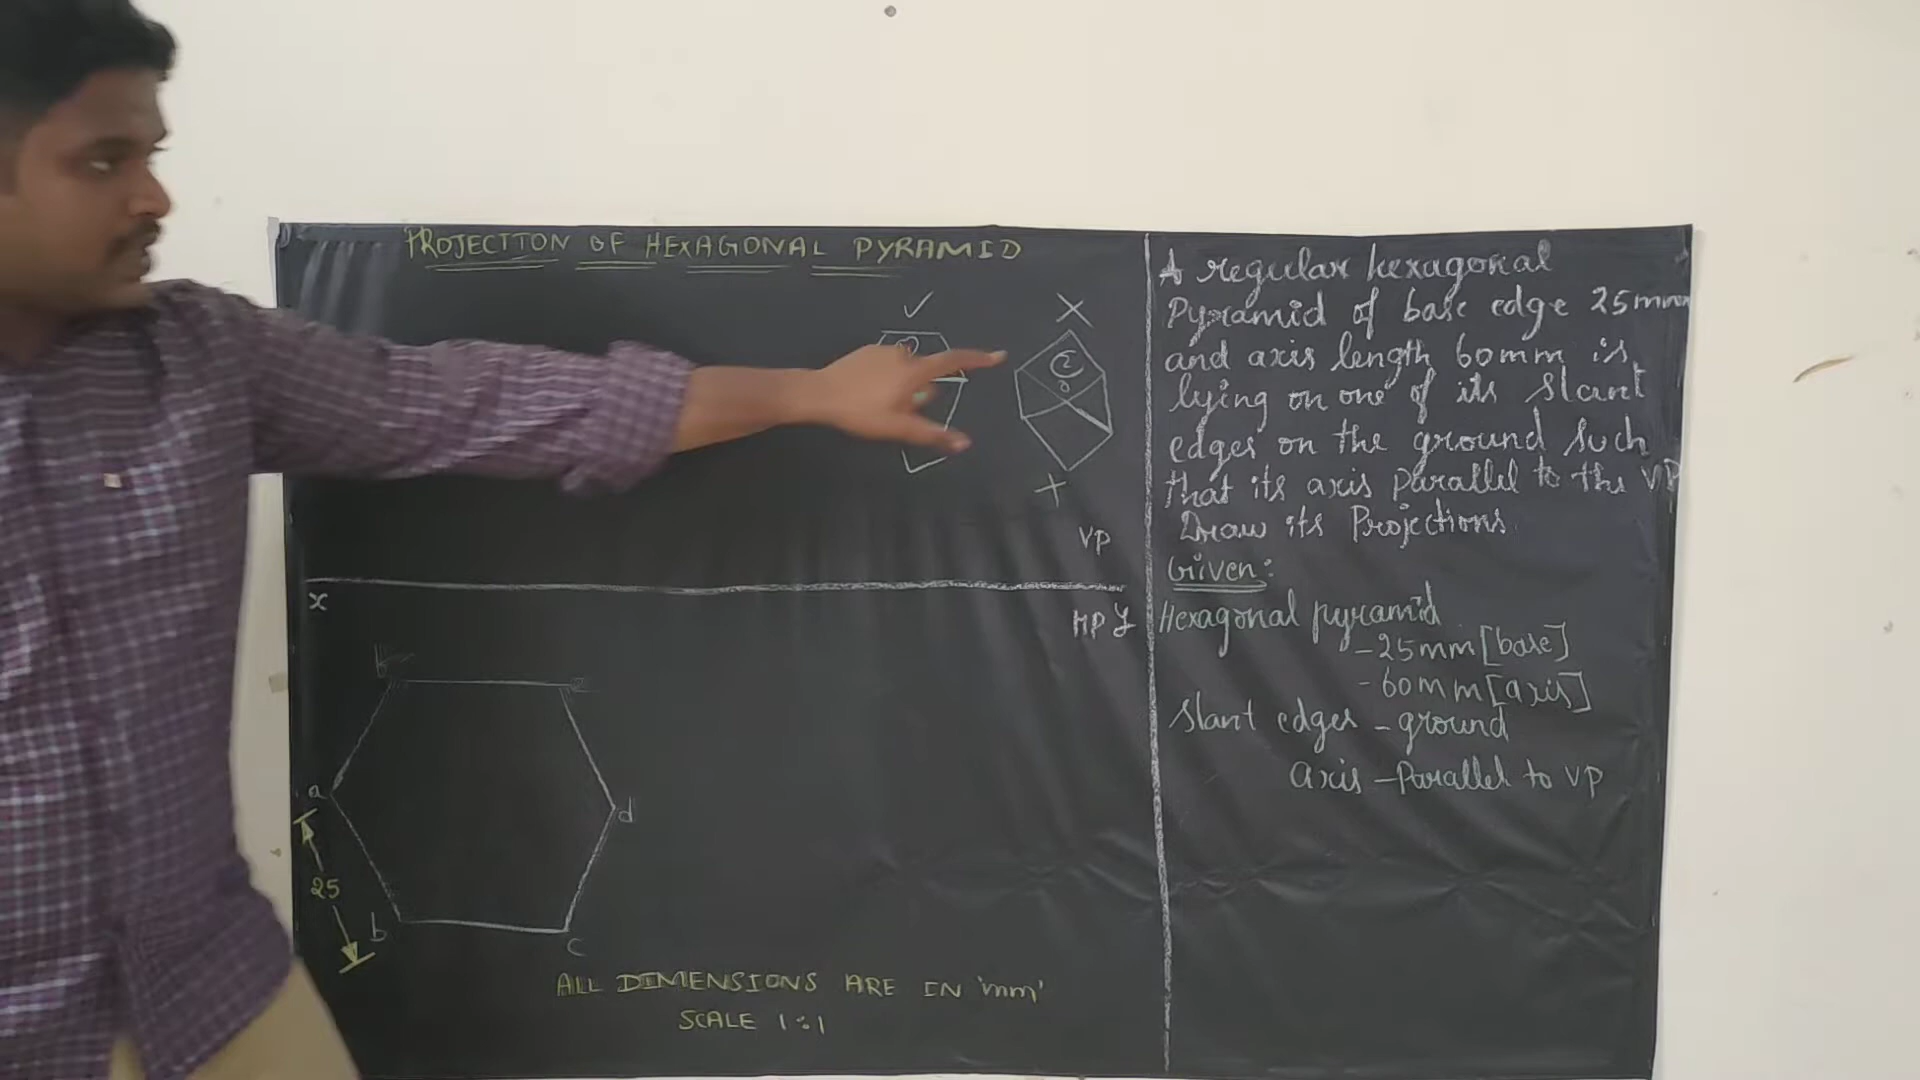 PROJECTION OF HEXAGONAL PYRAMID
VP
x
HP y
a
25
b
c
d
ALL DIMENSIONS ARE IN 'mm'
SCALE 1:1
A regular hexagonal
Pyramid of base edge 25mm
and axis length 60mm is
lying on one of its slant
edges on the ground such
that its axis parallel to the VP
Draw its Projections.
Given:
Hexagonal pyramid
-25mm [base]
-60mm [axis]
Slant edges - ground
axis - Parallel to VP